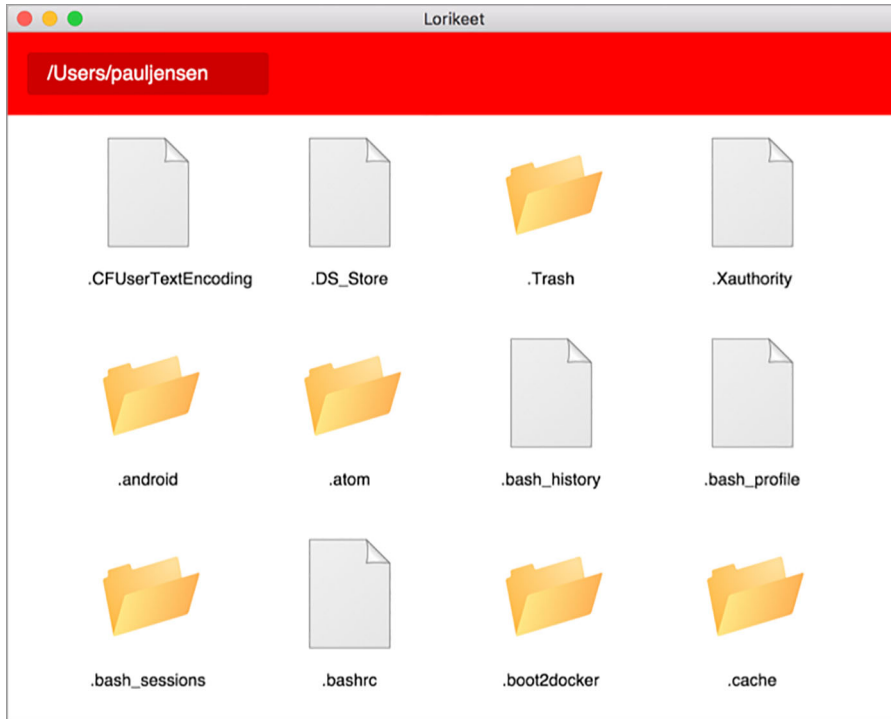 Lorikeet
/Users/pauljensen
.CFUserTextEncoding .DS_Store .Trash .Xauthority
.android .atom .bash_history .bash_profile
.bash_sessions .bashrc .boot2docker .cache